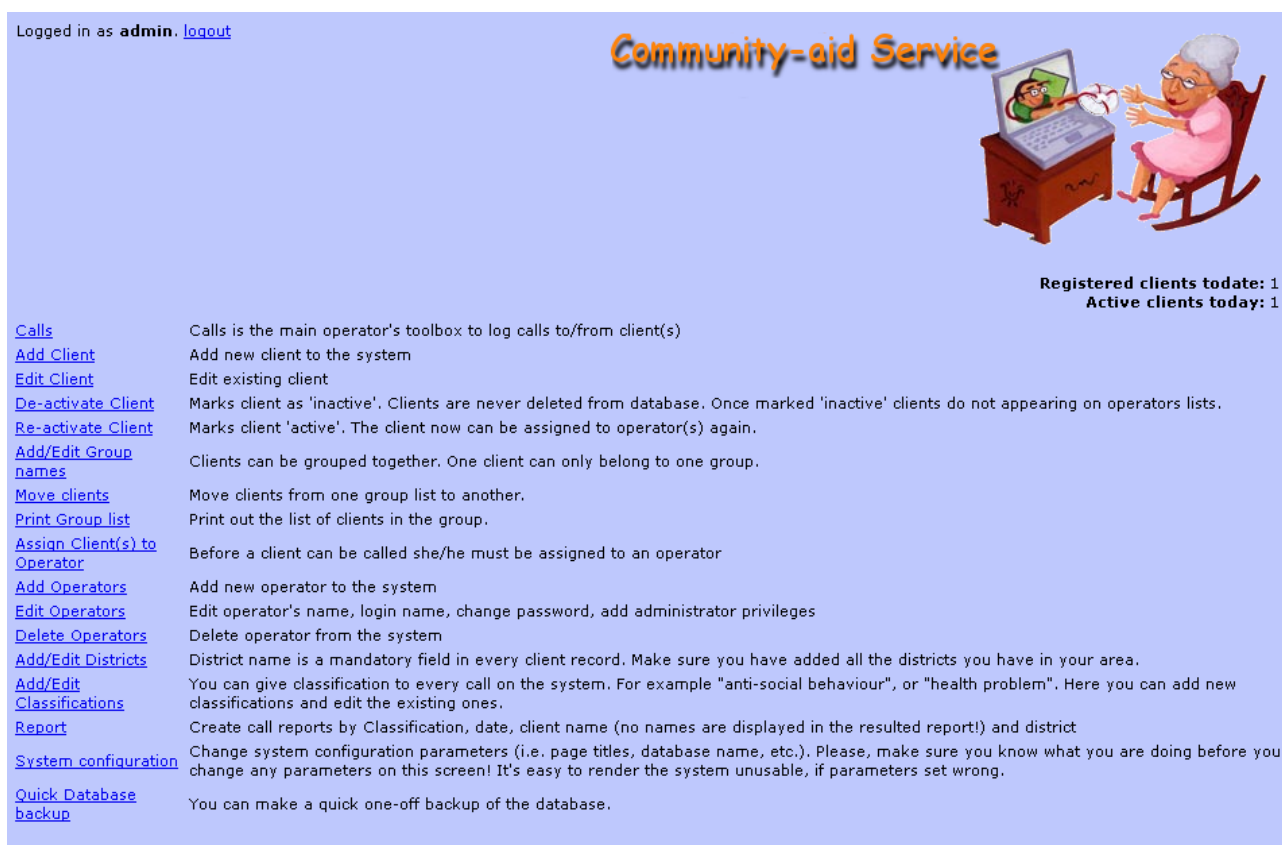 Logged in as admin. logout
Community-aid Service
Registered clients todate: 1
Active clients today: 1
Calls Calls is the main operator's toolbox to log calls to/from client(s)
Add Client Add new client to the system
Edit Client Edit existing client
De-activate Client Marks client as 'inactive'. Clients are never deleted from database. Once marked 'inactive' clients do not appearing on operators lists.
Re-activate Client Marks client 'active'. The client now can be assigned to operator(s) again.
Add/Edit Group
names
Clients can be grouped together. One client can only belong to one group.
Move clients Move clients from one group list to another.
Print Group list Print out the list of clients in the group.
Assign Client(s) to
Operator
Before a client can be called she/he must be assigned to an operator
Add Operators Add new operator to the system
Edit Operators Edit operator's name, login name, change password, add administrator privileges
Delete Operators Delete operator from the system
Add/Edit Districts District name is a mandatory field in every client record. Make sure you have added all the districts you have in your area.
Add/Edit
Classifications
You can give classification to every call on the system. For example "anti-social behaviour", or "health problem". Here you can add new
classifications and edit the existing ones.
Report Create call reports by Classification, date, client name (no names are displayed in the resulted report!) and district
System configuration
Change system configuration parameters (i.e. page titles, database name, etc.). Please, make sure you know what you are doing before you
change any parameters on this screen! It's easy to render the system unusable, if parameters set wrong.
Quick Database
backup
You can make a quick one-off backup of the database.